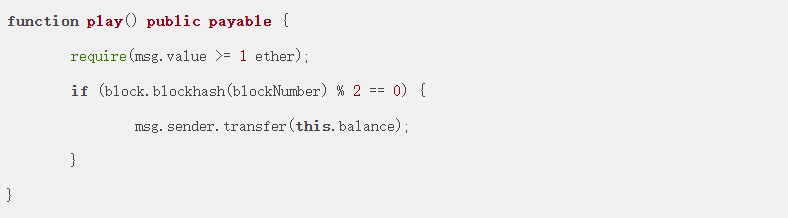 function play() public payable {
require(msg.value >= 1 ether);
if (block.blockhash(blockNumber) % 2 == 0) {
msg.sender.transfer(this.balance);
}
}